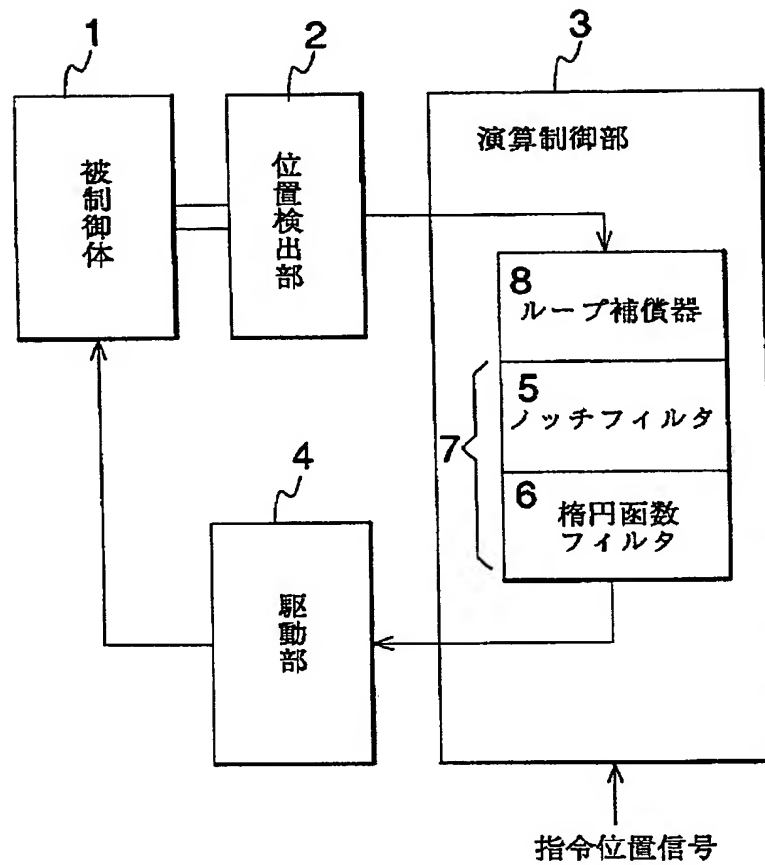 1
2
3
被制御体
位置検出部
演算制御部
8
ループ補償器
5
ノッチフィルタ
7
6
楕円函数
フィルタ
4
駆動部
指令位置信号